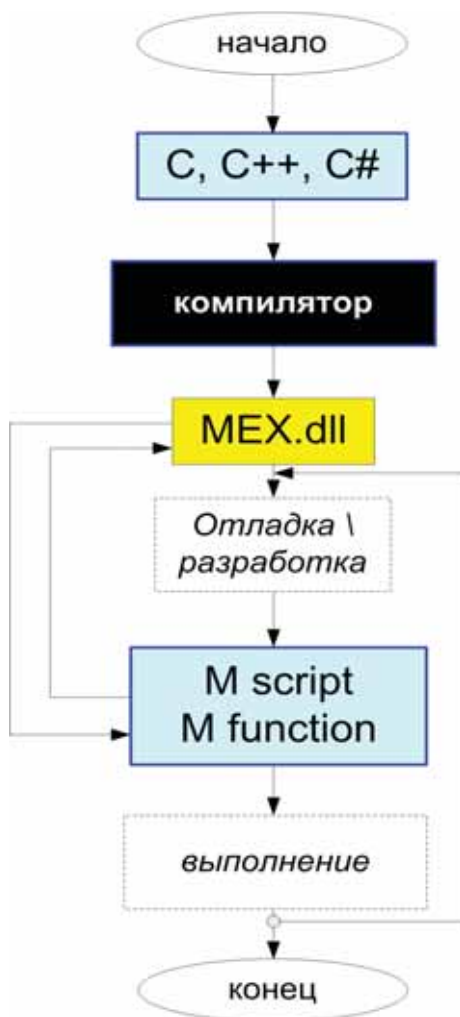 начало
C, C++, C#
компилятор
MEX.dll
Отладка \
разработка
M script
M function
выполнение
конец